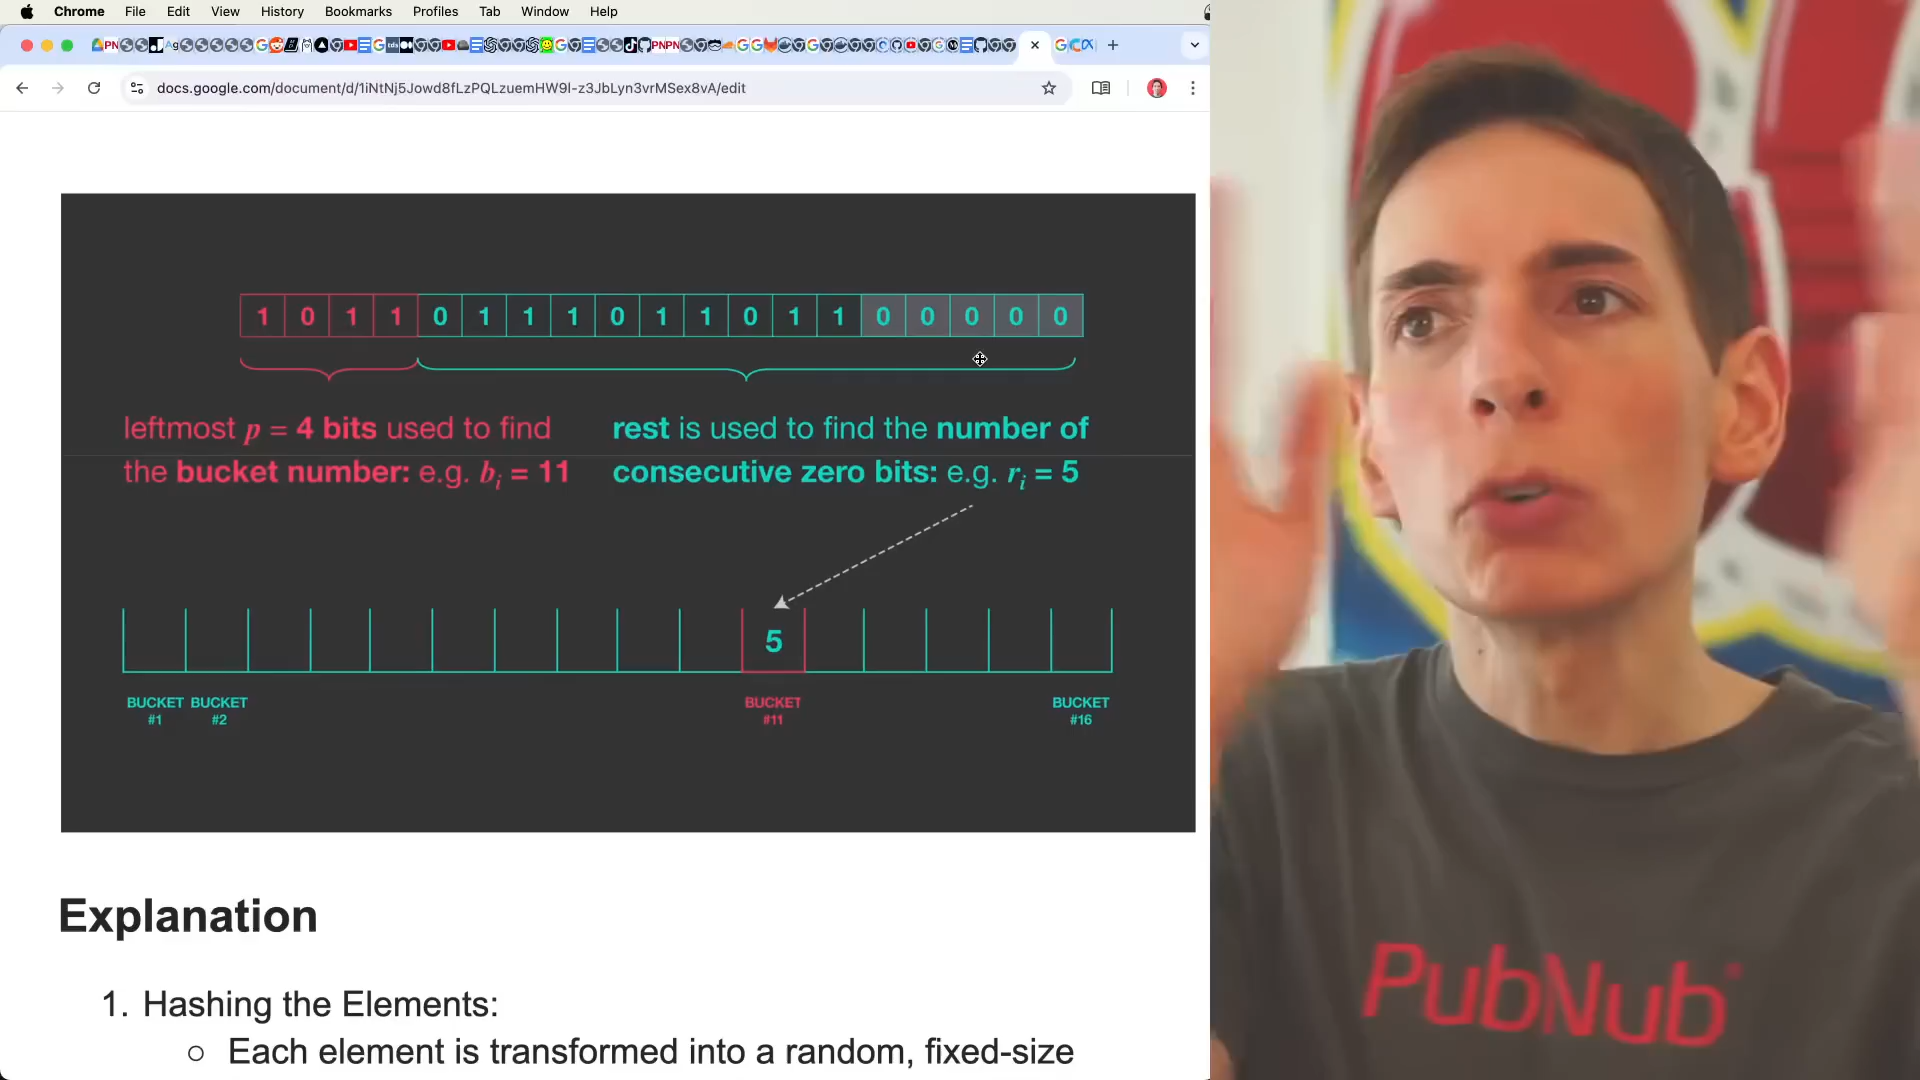 Chrome File Edit View History Bookmarks Profiles Tab Window Help
docs.google.com/document/d/1iNtNj5Jowd8fLzPQLzuemHW9I-z3JbLyn3vrMSex8vA/edit
1 0 1 1 0 1 1 1 0 1 1 0 1 1 0 0 0 0 0
leftmost p = 4 bits used to find
the bucket number: e.g. bi = 11
rest is used to find the number of
consecutive zero bits: e.g. ri = 5
5
BUCKET #1
BUCKET #2
BUCKET #11
BUCKET #16
Explanation
1. Hashing the Elements:
○ Each element is transformed into a random, fixed-size
PubNub